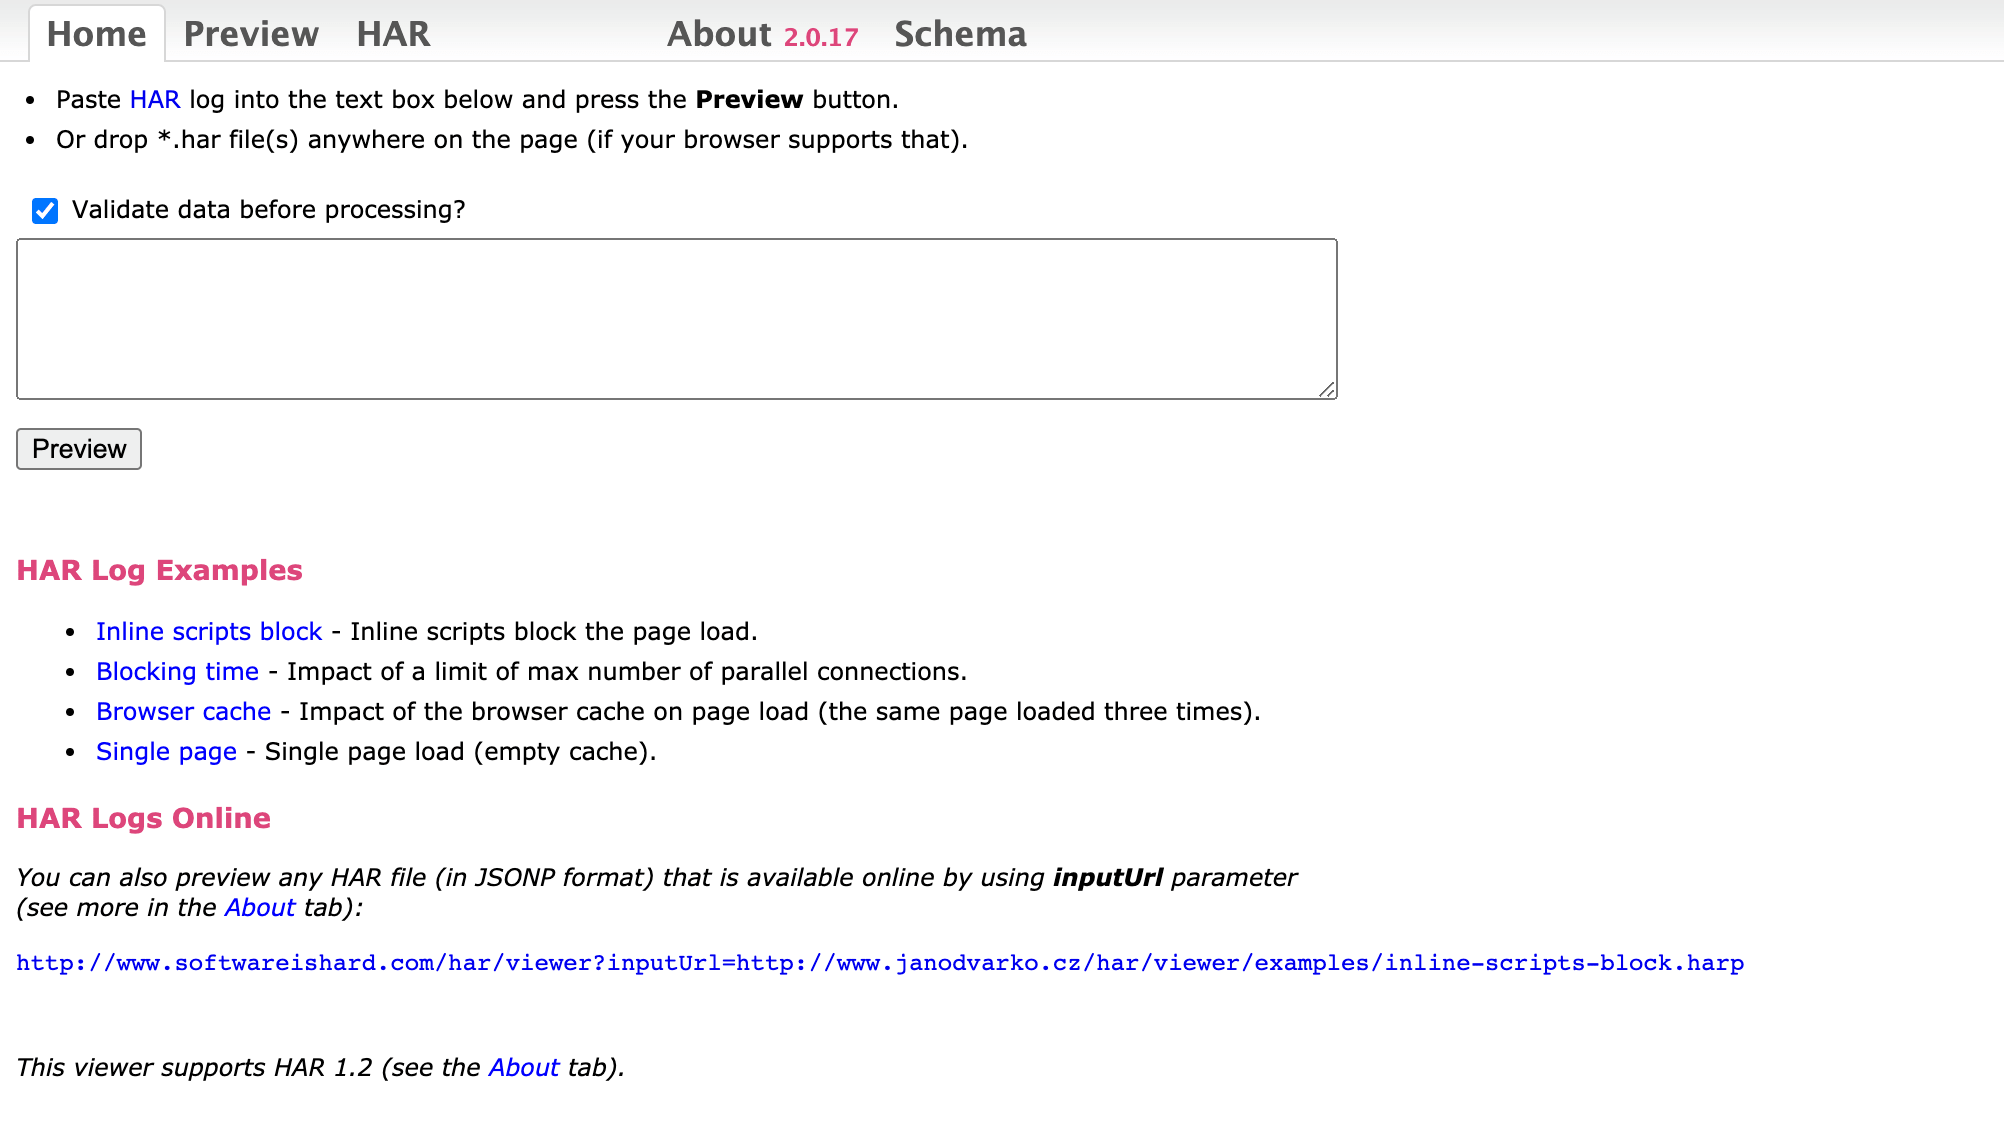 Home Preview HAR About 2.0.17 Schema
• Paste HAR log into the text box below and press the Preview button.
• Or drop *.har file(s) anywhere on the page (if your browser supports that).
Validate data before processing?
Preview
HAR Log Examples
• Inline scripts block - Inline scripts block the page load.
• Blocking time - Impact of a limit of max number of parallel connections.
• Browser cache - Impact of the browser cache on page load (the same page loaded three times).
• Single page - Single page load (empty cache).
HAR Logs Online
You can also preview any HAR file (in JSONP format) that is available online by using inputUrl parameter
(see more in the About tab):
http://www.softwareishard.com/har/viewer?inputUrl=http://www.janodvarko.cz/har/viewer/examples/inline-scripts-block.harp
This viewer supports HAR 1.2 (see the About tab).